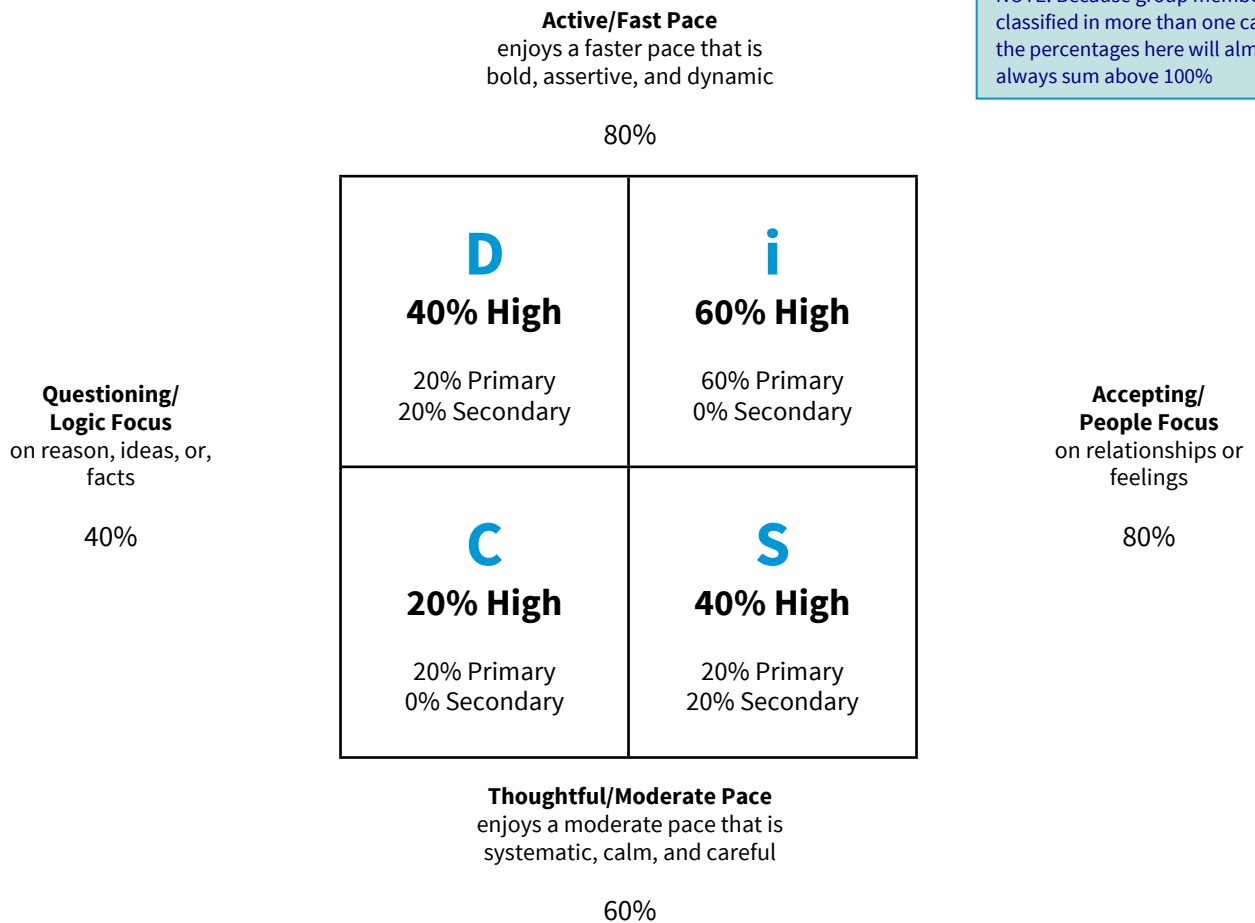 Active/Fast Pace
enjoys a faster pace that is
bold, assertive, and dynamic
80%
NOTE: Because group
classified in more than one
the percentages here will
always sum above 100%
D
40% High
20% Primary
20% Secondary
i
60% High
60% Primary
0% Secondary
Questioning/
Logic Focus
on reason, ideas, or,
facts
40%
Accepting/
People Focus
on relationships or
feelings
80%
C
20% High
20% Primary
0% Secondary
S
40% High
20% Primary
20% Secondary
Thoughtful/Moderate Pace
enjoys a moderate pace that is
systematic, calm, and careful
60%